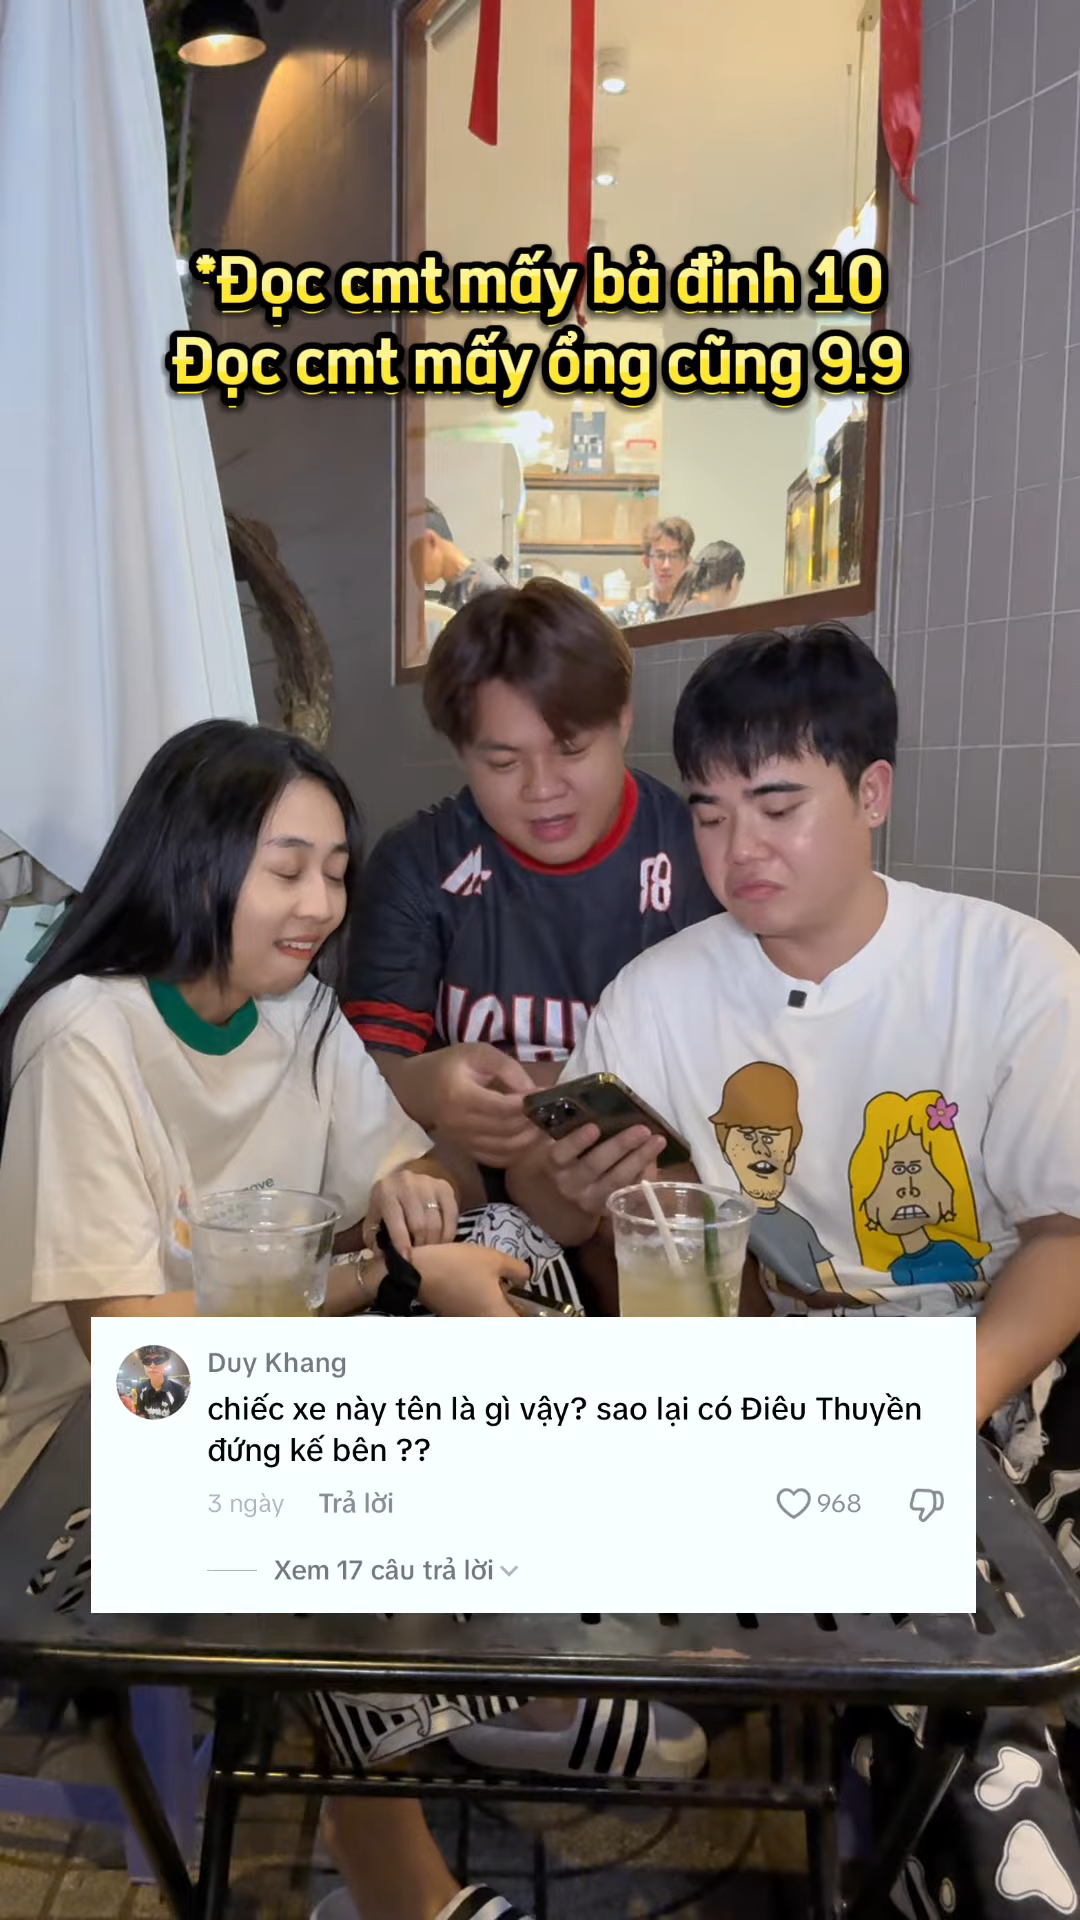 *Đọc cmt mấy bả đỉnh 10
Đọc cmt mấy ổng cũng 9.9
58
Duy Khang
chiếc xe này tên là gì vậy? sao lại có Điêu Thuyền
đứng kế bên ??
3 ngày Trả lời 968
Xem 17 câu trả lời